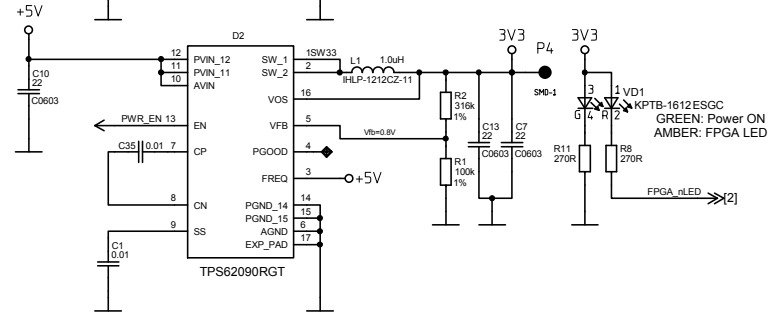 +5V
D2
3V3
P4
3V3
12
PVIN_12
SW_1
1
SW33
L1
1.0uH
11
PVIN_11
SW_2
2
IHLP-1212CZ-11
10
AVIN
C10
22
C0603
VOS
16
R2
316k
1%
SMD-1
3
1
VD1
KPTB-1612ESGC
G
4
R
2
GREEN: Power ON
AMBER: FPGA LED
PWR_EN
13
EN
VFB
5
Vfb=0.8V
C13
22
C0603
C7
22
C0603
C35
0.01
7
CP
PGOOD
4
R1
100k
1%
R11
270R
R8
270R
FREQ
3
+5V
8
CN
PGND_14
14
FPGA_nLED
[2]
PGND_15
15
9
SS
AGND
6
EXP_PAD
17
C1
0.01
TPS62090RGT